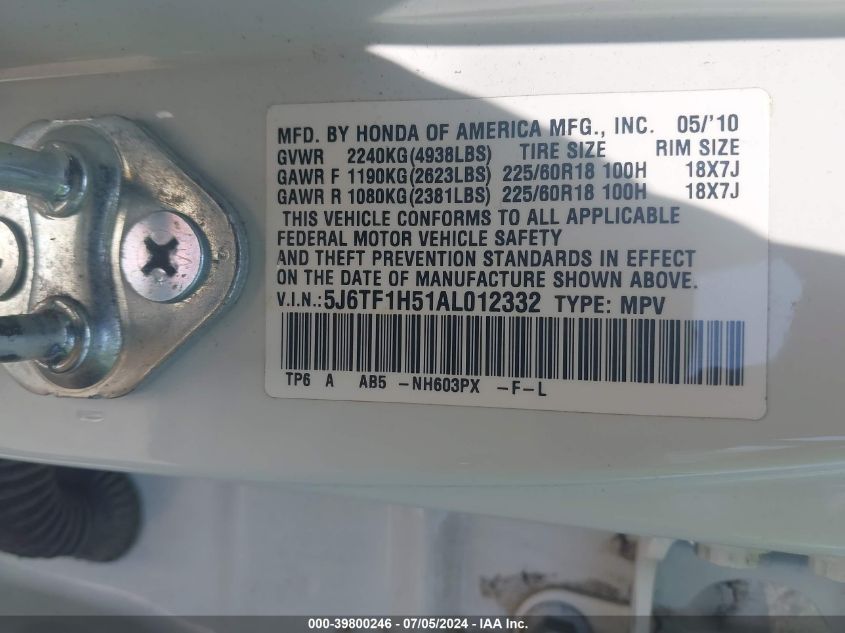 MFD. BY HONDA OF AMERICA MFG., INC. 05/'10
GVWR 2240KG(4938LBS) TIRE SIZE RIM SIZE
GAWR F 1190KG(2623LBS) 225/60R18 100H 18X7J
GAWR R 1080KG(2381LBS) 225/60R18 100H 18X7J
THIS VEHICLE CONFORMS TO ALL APPLICABLE
FEDERAL MOTOR VEHICLE SAFETY
AND THEFT PREVENTION STANDARDS IN EFFECT
ON THE DATE OF MANUFACTURE SHOWN ABOVE.
V.I.N.:5J6TF1H51AL012332 TYPE: MPV
TP6 A AB5 -NH603PX -F-L
000-39800246 - 07/05/2024 - IAA Inc.